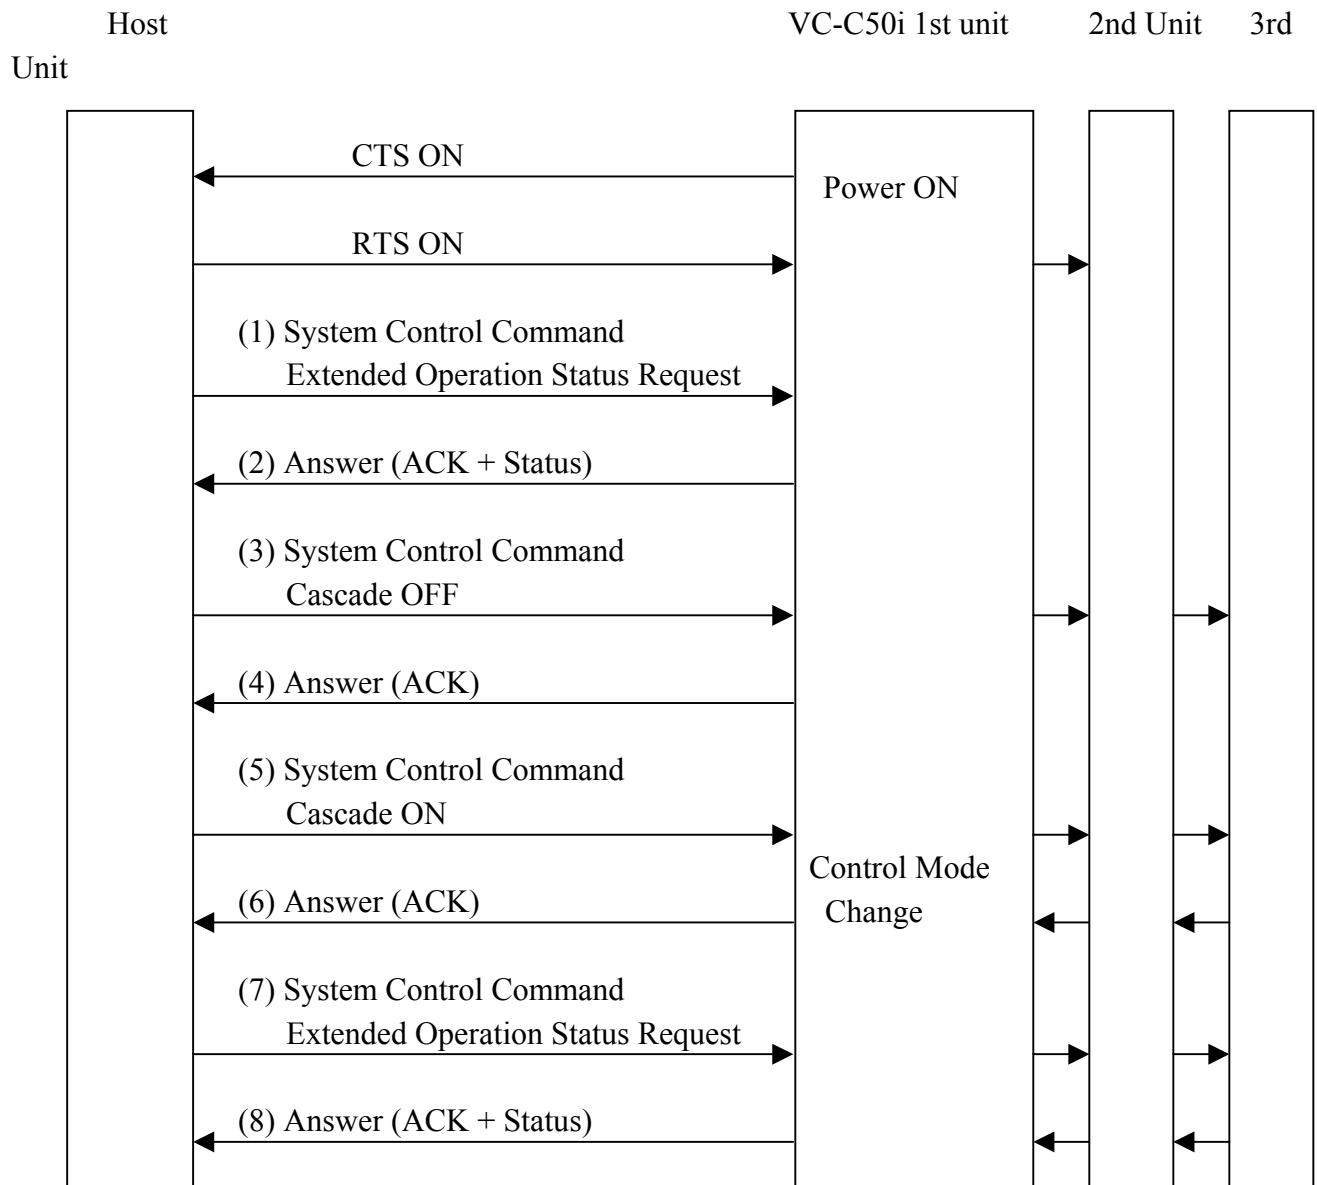 Host VC-C50i 1st unit 2nd Unit 3rd
Unit
CTS ON
Power ON
RTS ON
(1) System Control Command
Extended Operation Status Request
(2) Answer (ACK + Status)
(3) System Control Command
Cascade OFF
(4) Answer (ACK)
(5) System Control Command
Cascade ON
Control Mode
Change
(6) Answer (ACK)
(7) System Control Command
Extended Operation Status Request
(8) Answer (ACK + Status)